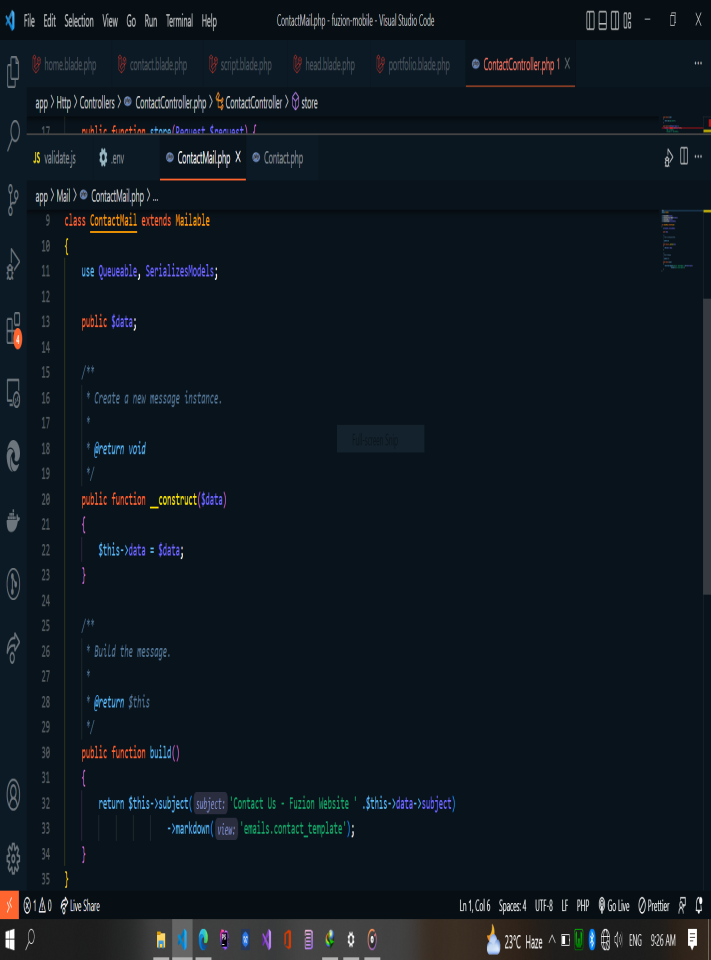 File Edit Selection View Go Run Terminal Help ContactMail.php - fuzion-mobile - Visual Studio Code
home.blade.php contact.blade.php script.blade.php head.blade.php portfolio.blade.php ContactController.php 1
app > Http > Controllers > ContactController.php > ContactController > store
17 public function store(Request $request) {
JS validate.js .env ContactMail.php Contact.php
app > Mail > ContactMail.php > ...
9 class ContactMail extends Mailable
10 {
11 use Queueable, SerializesModels;
12
13 public $data;
14
15 /**
16 * Create a new message instance.
17 *
18 * @return void
19 */
20 public function __construct($data)
21 {
22 $this->data = $data;
23 }
24
25 /**
26 * Build the message.
27 *
28 * @return $this
29 */
30 public function build()
31 {
32 return $this->subject(subject: 'Contact Us - Fuzion Website ' .$this->data->subject)
33 ->markdown(view: 'emails.contact_template');
34 }
35 }
Full-screen Snip
4
1 0 Live Share Ln 1, Col 6 Spaces: 4 UTF-8 LF PHP Go Live Prettier
23°C Haze ENG 9:26 AM